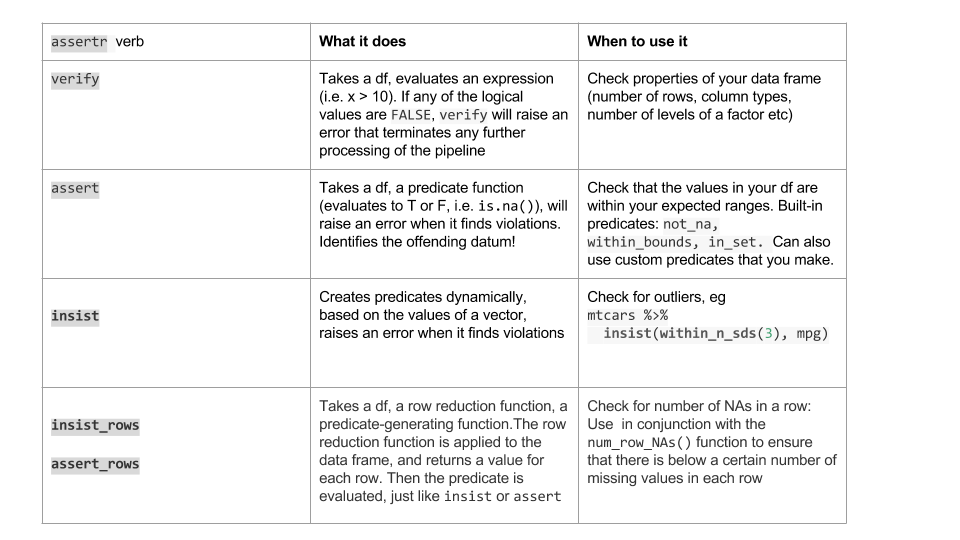 assertr verb
What it does
When to use it
verify
Takes a df, evaluates an expression
(i.e. x > 10). If any of the logical
values are FALSE, verify will raise an
error that terminates any further
processing of the pipeline
Check properties of your data frame
(number of rows, column types,
number of levels of a factor etc)
assert
Takes a df, a predicate function
(evaluates to T or F, i.e. is.na()), will
raise an error when it finds violations.
Identifies the offending datum!
Check that the values in your df are
within your expected ranges. Built-in
predicates: not_na,
within_bounds, in_set. Can also
use custom predicates that you make.
insist
Creates predicates dynamically,
based on the values of a vector,
raises an error when it finds violations
Check for outliers, eg
mtcars %>%
insist(within_n_sds(3), mpg)
insist_rows
assert_rows
Takes a df, a row reduction function, a
predicate-generating function.The row
reduction function is applied to the
data frame, and returns a value for
each row. Then the predicate is
evaluated, just like insist or assert
Check for number of NAs in a row:
Use in conjunction with the
num_row_NAs() function to ensure
that there is below a certain number of
missing values in each row